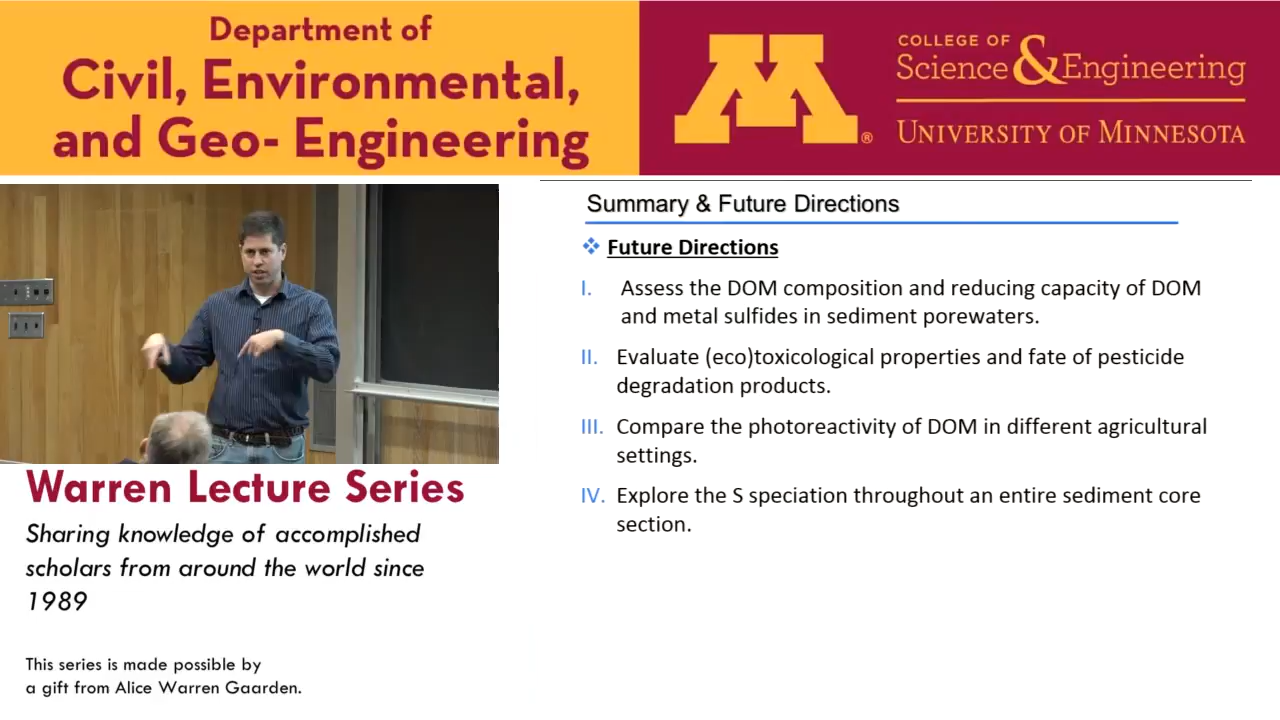 Department of
Civil, Environmental,
and Geo- Engineering
M®
COLLEGE OF
Science & Engineering
UNIVERSITY OF MINNESOTA
Summary & Future Directions
❖ Future Directions
I. Assess the DOM composition and reducing capacity of DOM
and metal sulfides in sediment porewaters.
II. Evaluate (eco)toxicological properties and fate of pesticide
degradation products.
III. Compare the photoreactivity of DOM in different agricultural
settings.
IV. Explore the S speciation throughout an entire sediment core
section.
Warren Lecture Series
Sharing knowledge of accomplished
scholars from around the world since
1989
This series is made possible by
a gift from Alice Warren Gaarden.